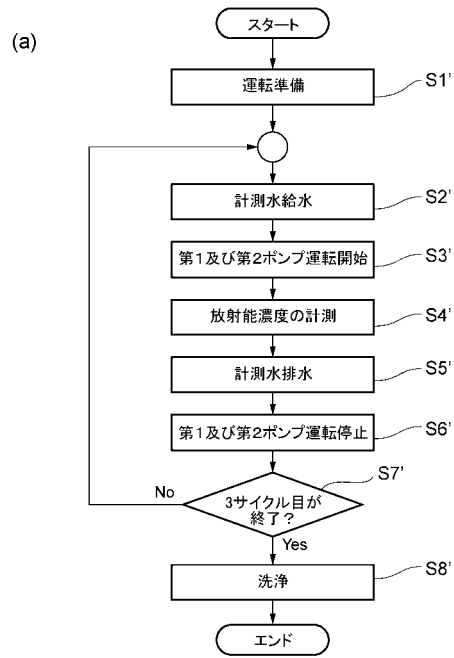 (a)
スタート
運転準備
S1’
計測水給水
S2’
第1及び第2ポンプ運転開始
S3’
放射能濃度の計測
S4’
計測水排水
S5’
第1及び第2ポンプ運転停止
S6’
S7’
No
3サイクル目が
終了？
Yes
洗浄
S8’
エンド